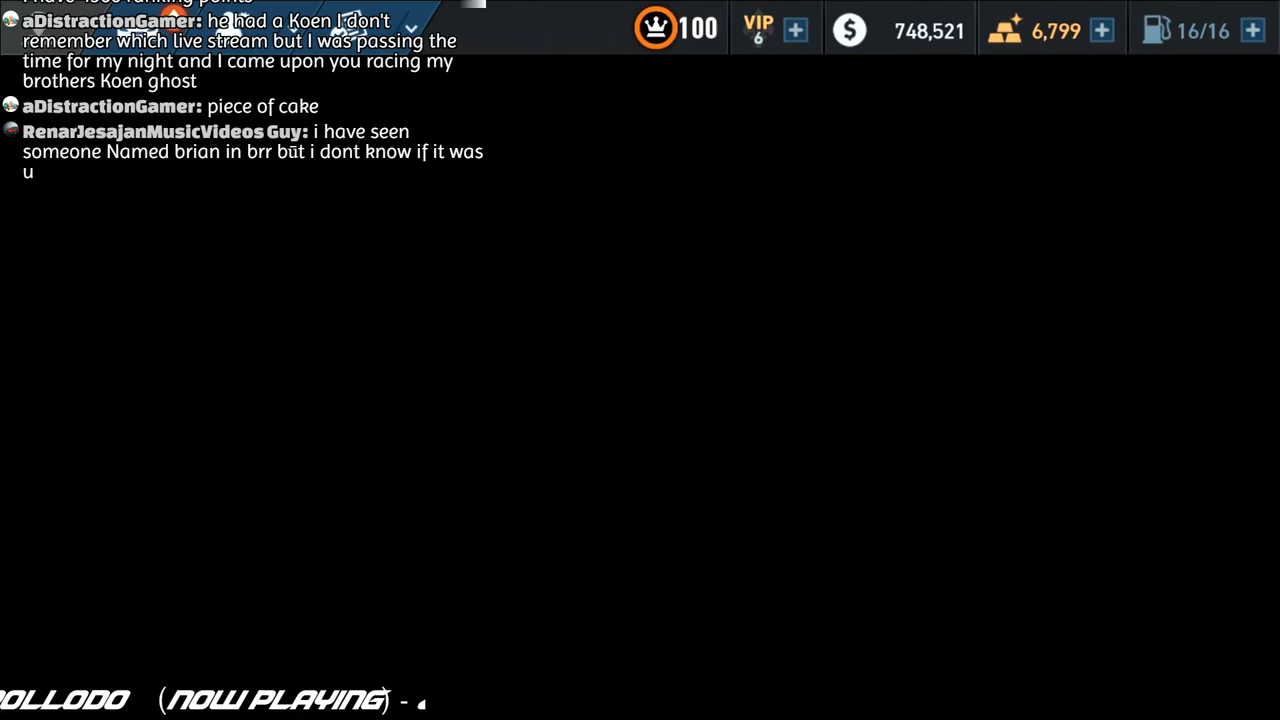 aDistractionGamer: he had a Koen I don't
remember which live stream but I was passing the
time for my night and I came upon you racing my
brothers Koen ghost
aDistractionGamer: piece of cake
RenarJesajanMusicVideos Guy: i have seen
someone Named brian in brr būt i dont know if it was
u
100
VIP
6
748,521
6,799
16/16
OLLODO (NOW PLAYING) -